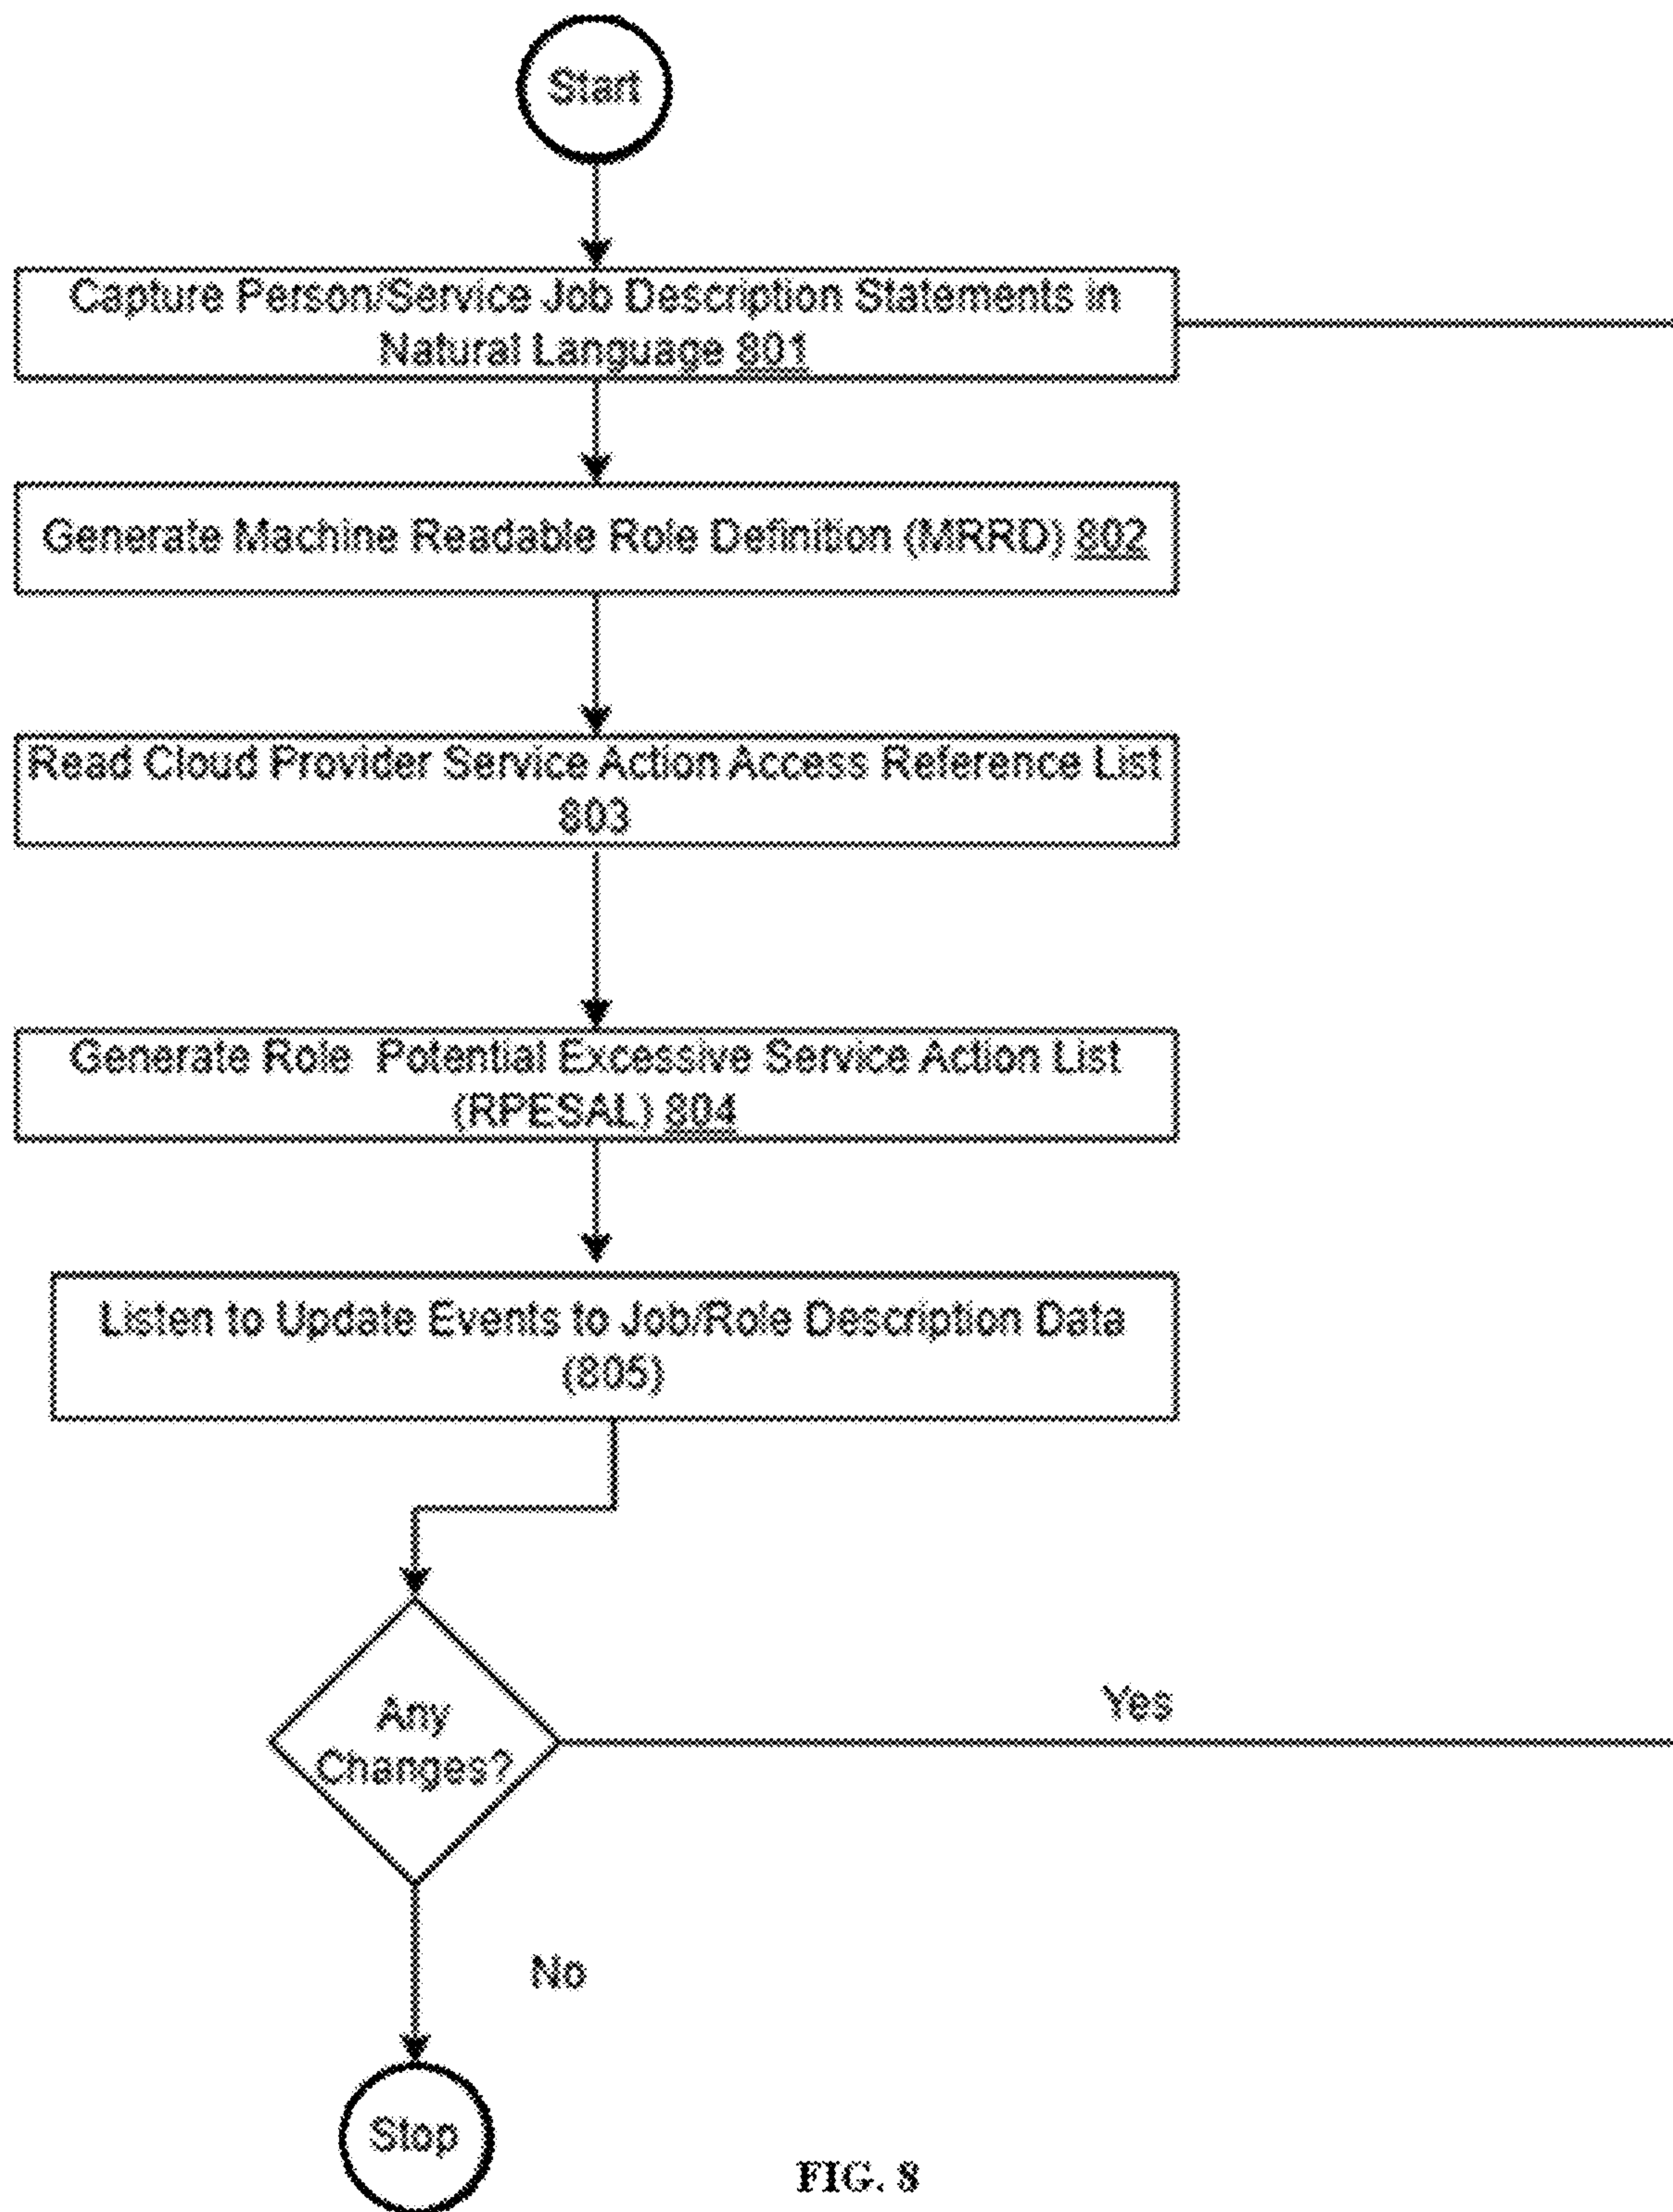 Start
Capture Person/Service Job Description Statements in
Natural Language 801
Generate Machine Readable Role Definition (MRRD) 802
Read Cloud Provider Service Action Access Reference List
803
Generate Role Potential Excessive Service Action List
(RPESAL) 804
Listen to Update Events to Job/Role Description Data
(805)
Any
Changes?
Yes
No
Stop
FIG. 8